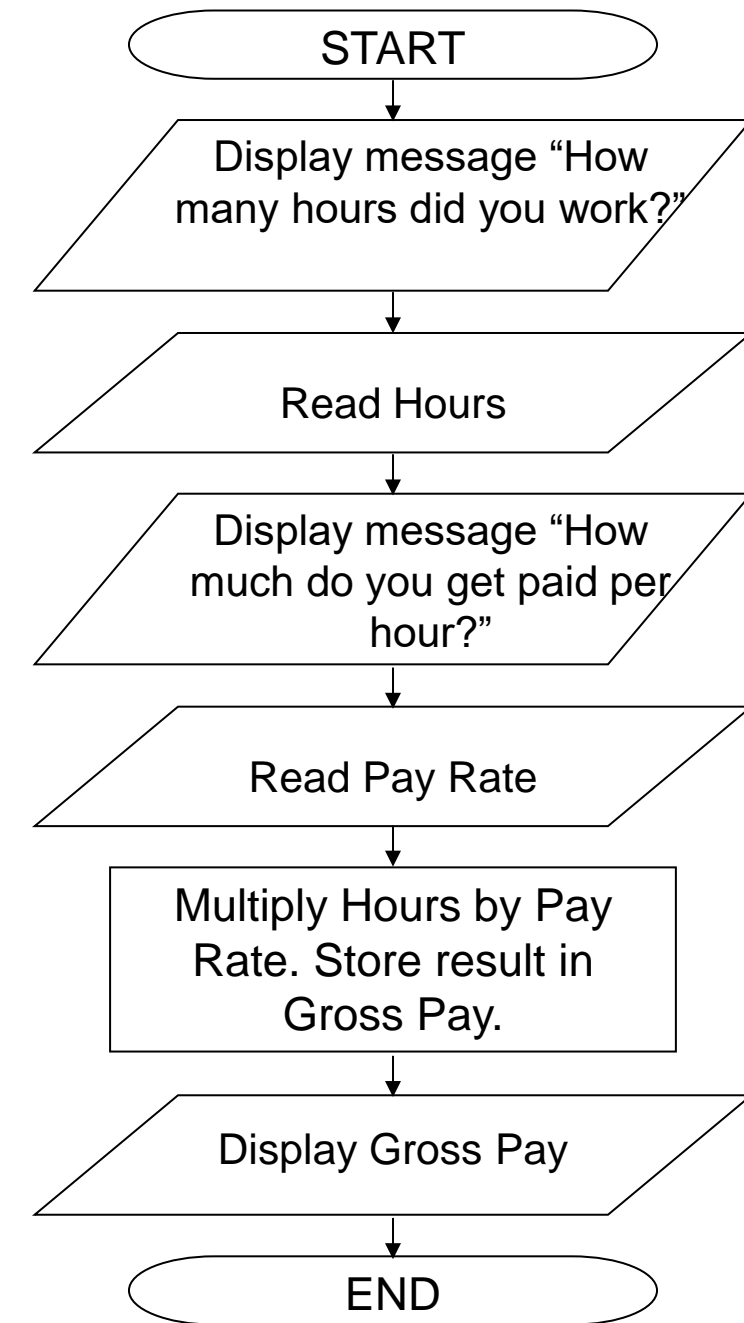 START
Display message “How
many hours did you work?”
Read Hours
Display message “How
much do you get paid per
hour?”
Read Pay Rate
Multiply Hours by Pay
Rate. Store result in
Gross Pay.
Display Gross Pay
END